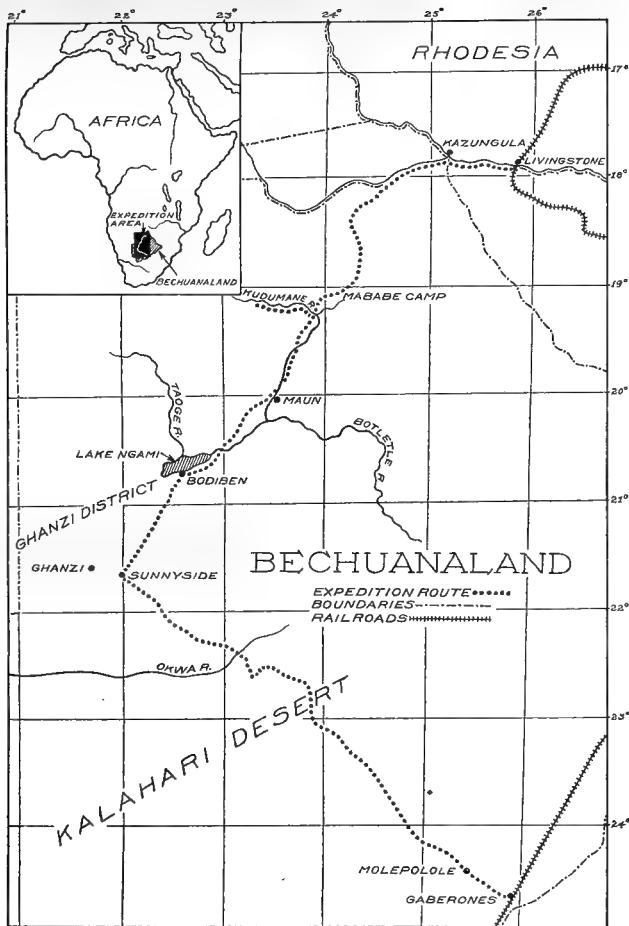 21° 22° 23° 24° 25° 26°
RHODESIA
17°
AFRICA
KAZUNGULA
LIVINGSTONE
18°
EXPEDITION
AREA
BECHUANALAND
KUDUMANE R.
MABABE CAMP
19°
20°
MAUN
TAOGE R.
BOTLETLE R.
LAKE NGAMI
BODIBEN
21°
GHANZI DISTRICT
BECHUANALAND
GHANZI
SUNNYSIDE
EXPEDITION ROUTE
BOUNDARIES
RAILROADS
22°
OKWA R.
23°
KALAHARI DESERT
24°
MOLEPOLOLE
GABERONES